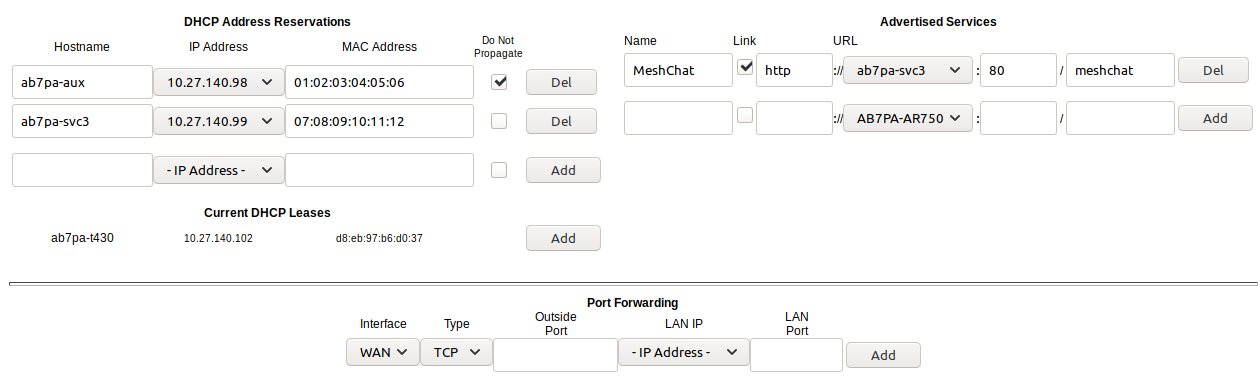 DHCP Address Reservations
Hostname IP Address MAC Address Do Not Propagate
ab7pa-aux 10.27.140.98 01:02:03:04:05:06 Del
ab7pa-svc3 10.27.140.99 07:08:09:10:11:12 Del
- IP Address - Add
Current DHCP Leases
ab7pa-t430 10.27.140.102 d8:eb:97:b6:d0:37 Add
Advertised Services
Name Link URL
MeshChat http :// ab7pa-svc3 : 80 / meshchat Del
:// AB7PA-AR750 : / Add
Port Forwarding
Interface Type Outside Port LAN IP LAN Port
WAN TCP - IP Address - Add